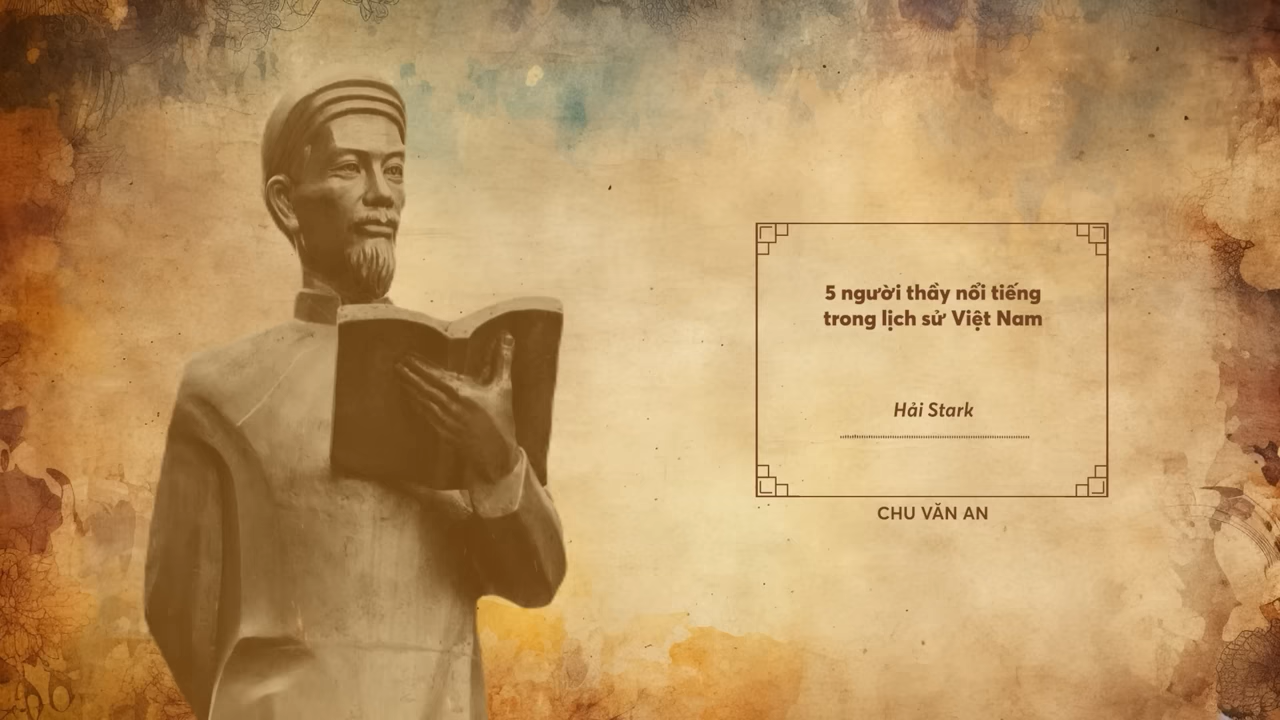 5 người thầy nổi tiếng
trong lịch sử Việt Nam
Hải Stark
CHU VĂN AN